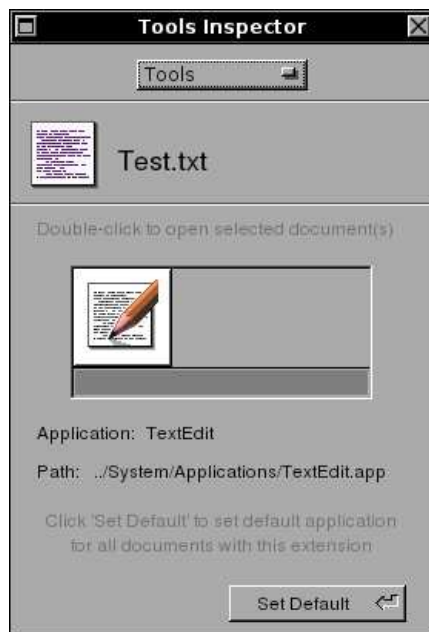 Tools Inspector
Tools
Test.txt
Double-click to open selected document(s)
Application: TextEdit
Path: ../System/Applications/TextEdit.app
Click 'Set Default' to set default application
for all documents with this extension
Set Default